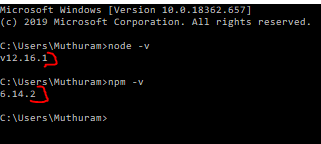 Microsoft Windows [Version 10.0.18362.657]
(c) 2019 Microsoft Corporation. All rights reserved.
C:\Users\Muthuram>node -v
v12.16.1
C:\Users\Muthuram>npm -v
6.14.2
C:\Users\Muthuram>